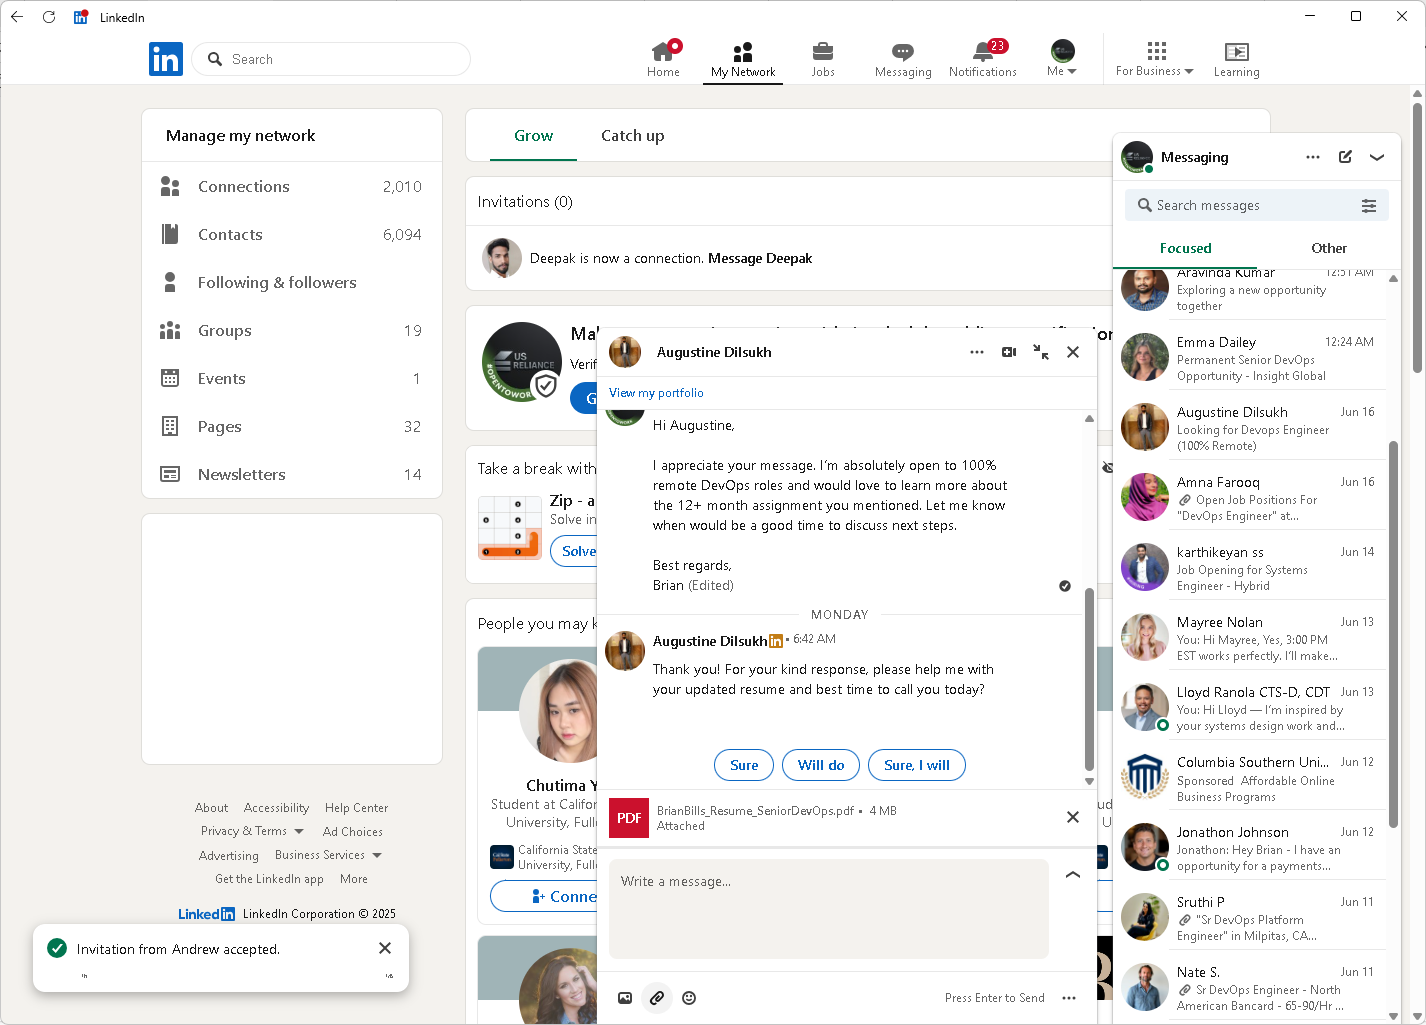 LinkedIn
in
Search
Home
My Network
Jobs
Messaging
23
Notifications
Me
For Business
Learning
Manage my network
Connections 2,010
Contacts 6,094
Following & followers
Groups 19
Events 1
Pages 32
Newsletters 14
About Accessibility Help Center
Privacy & Terms Ad Choices
Advertising Business Services
Get the LinkedIn app More
LinkedIn LinkedIn Corporation © 2025
Invitation from Andrew accepted.
Grow Catch up
Invitations (0)
Deepak is now a connection. Message Deepak
US
RELIANCE
#OPENTOWORK
Take a break with
Zip - a
Solve in
Solve
People you may k
Chutima Y
Student at Califor
University, Fulle
California State
University, Fulle
Conne
Augustine Dilsukh
View my portfolio
Hi Augustine,
I appreciate your message. I'm absolutely open to 100%
remote DevOps roles and would love to learn more about
the 12+ month assignment you mentioned. Let me know
when would be a good time to discuss next steps.
Best regards,
Brian (Edited)
MONDAY
Augustine Dilsukh in • 6:42 AM
Thank you! For your kind response, please help me with
your updated resume and best time to call you today?
Sure Will do Sure, I will
PDF
BrianBills_Resume_SeniorDevOps.pdf • 4 MB
Attached
Write a message...
Press Enter to Send
Messaging
Search messages
Focused Other
Aravinda Kumar 12:51 AM
Exploring a new opportunity
together
Emma Dailey 12:24 AM
Permanent Senior DevOps
Opportunity - Insight Global
Augustine Dilsukh Jun 16
Looking for Devops Engineer
(100% Remote)
Amna Farooq Jun 16
Open Job Positions For
"DevOps Engineer" at...
karthikeyan ss Jun 14
Job Opening for Systems
Engineer - Hybrid
Mayree Nolan Jun 13
You: Hi Mayree, Yes, 3:00 PM
EST works perfectly. I'll make...
Lloyd Ranola CTS-D, CDT Jun 13
You: Hi Lloyd — I'm inspired by
your systems design work and...
Columbia Southern Uni... Jun 12
Sponsored Affordable Online
Business Programs
Jonathon Johnson Jun 12
Jonathon: Hey Brian - I have an
opportunity for a payments...
Sruthi P Jun 11
"Sr DevOps Platform
Engineer" in Milpitas, CA...
Nate S. Jun 11
Sr DevOps Engineer - North
American Bancard - 65-90/Hr ...